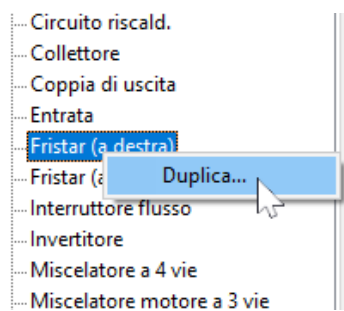 Circuito riscald.
Collettore
Coppia di uscita
Entrata
Fristar (a destra)
Fristar (a
Duplica...
Interruttore flusso
Invertitore
Miscelatore a 4 vie
Miscelatore motore a 3 vie